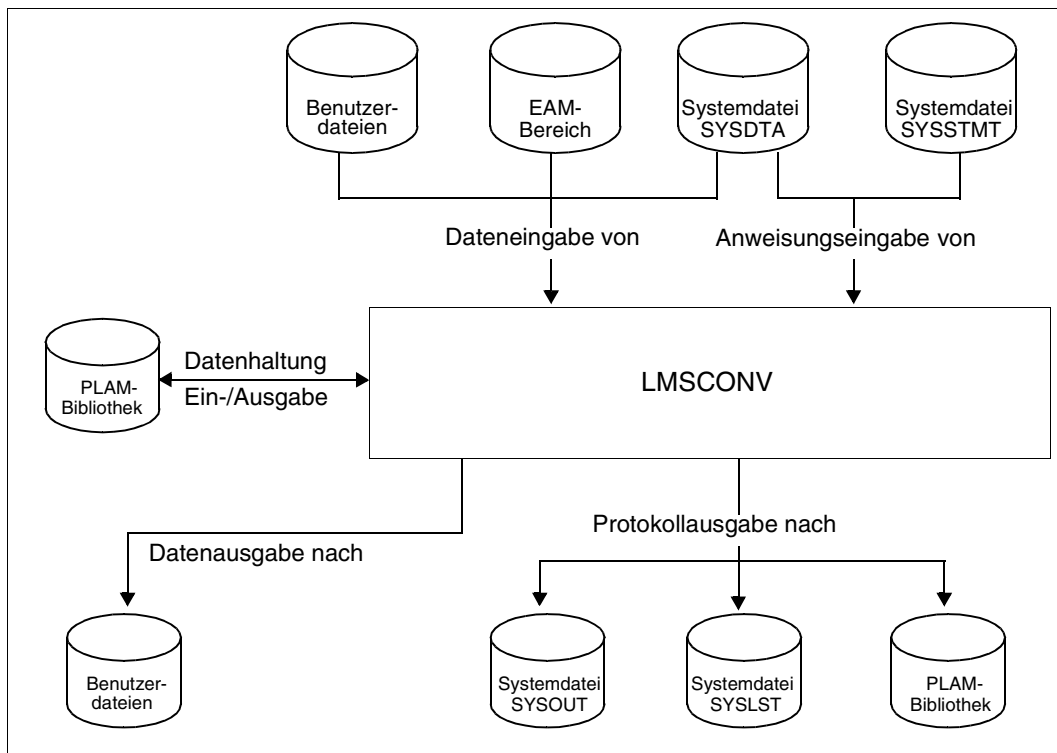 Benutzer-
dateien
EAM-
Bereich
Systemdatei
SYSDTA
Systemdatei
SYSSTMT
Dateneingabe von
Anweisungseingabe von
PLAM-
Bibliothek
Datenhaltung
Ein-/Ausgabe
LMSCONV
Datenausgabe nach
Protokollausgabe nach
Benutzer-
dateien
Systemdatei
SYSOUT
Systemdatei
SYSLST
PLAM-
Bibliothek